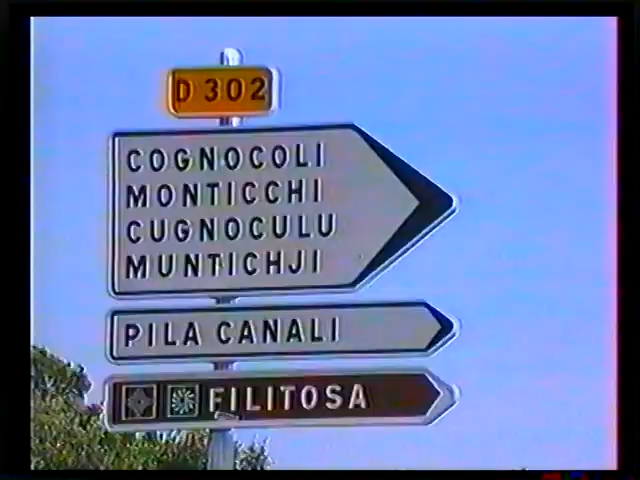 D 302
COGNOCOLI
MONTICCHI
CUGNOCULU
MUNTICHJI
PILA CANALI
FILITOSA